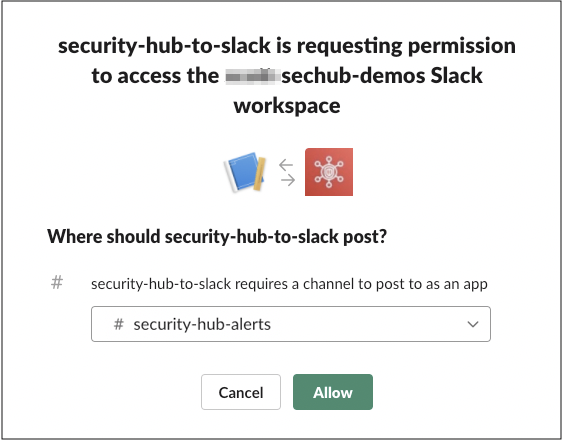 security-hub-to-slack is requesting permission
to access the sechub-demos Slack
workspace
Where should security-hub-to-slack post?
# security-hub-to-slack requires a channel to post to as an app
# security-hub-alerts
Cancel Allow